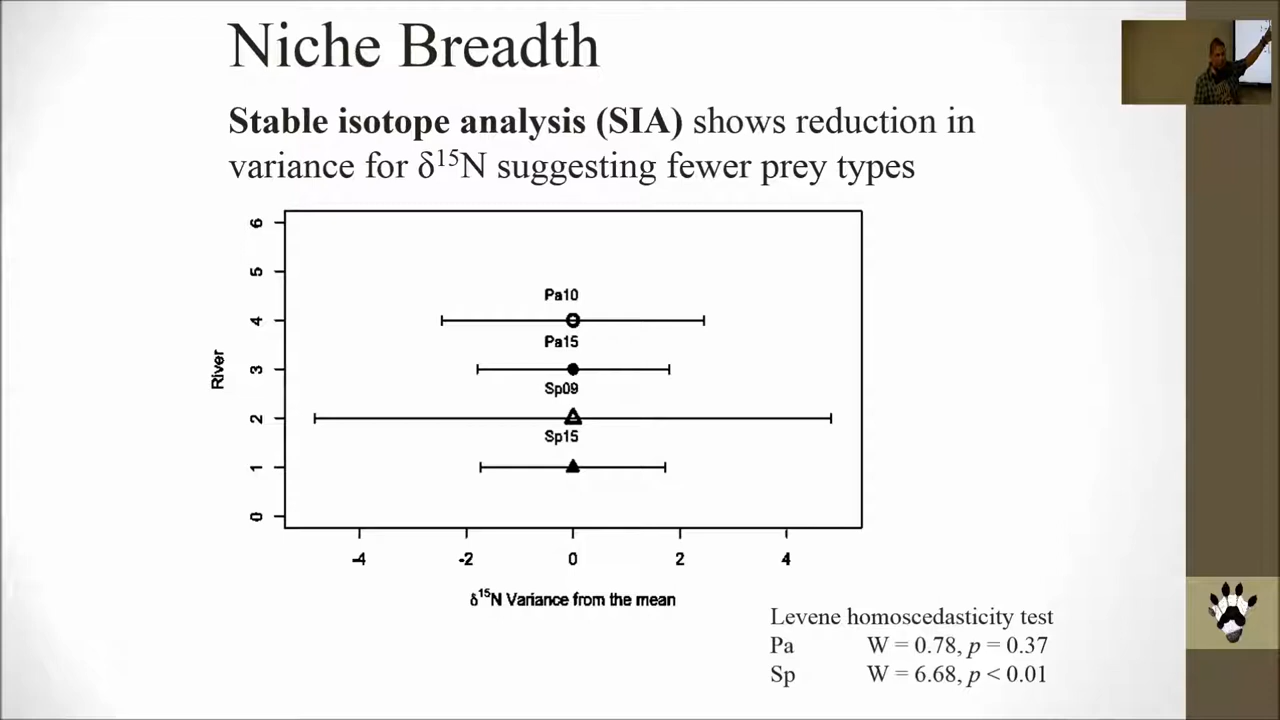 Niche Breadth
Stable isotope analysis (SIA) shows reduction in
variance for δ¹⁵N suggesting fewer prey types
6
5
4
3
2
1
0
River
Pa10
Pa15
Sp09
Sp15
-4 -2 0 2 4
δ¹⁵N Variance from the mean
Levene homoscedasticity test
Pa W = 0.78, p = 0.37
Sp W = 6.68, p < 0.01